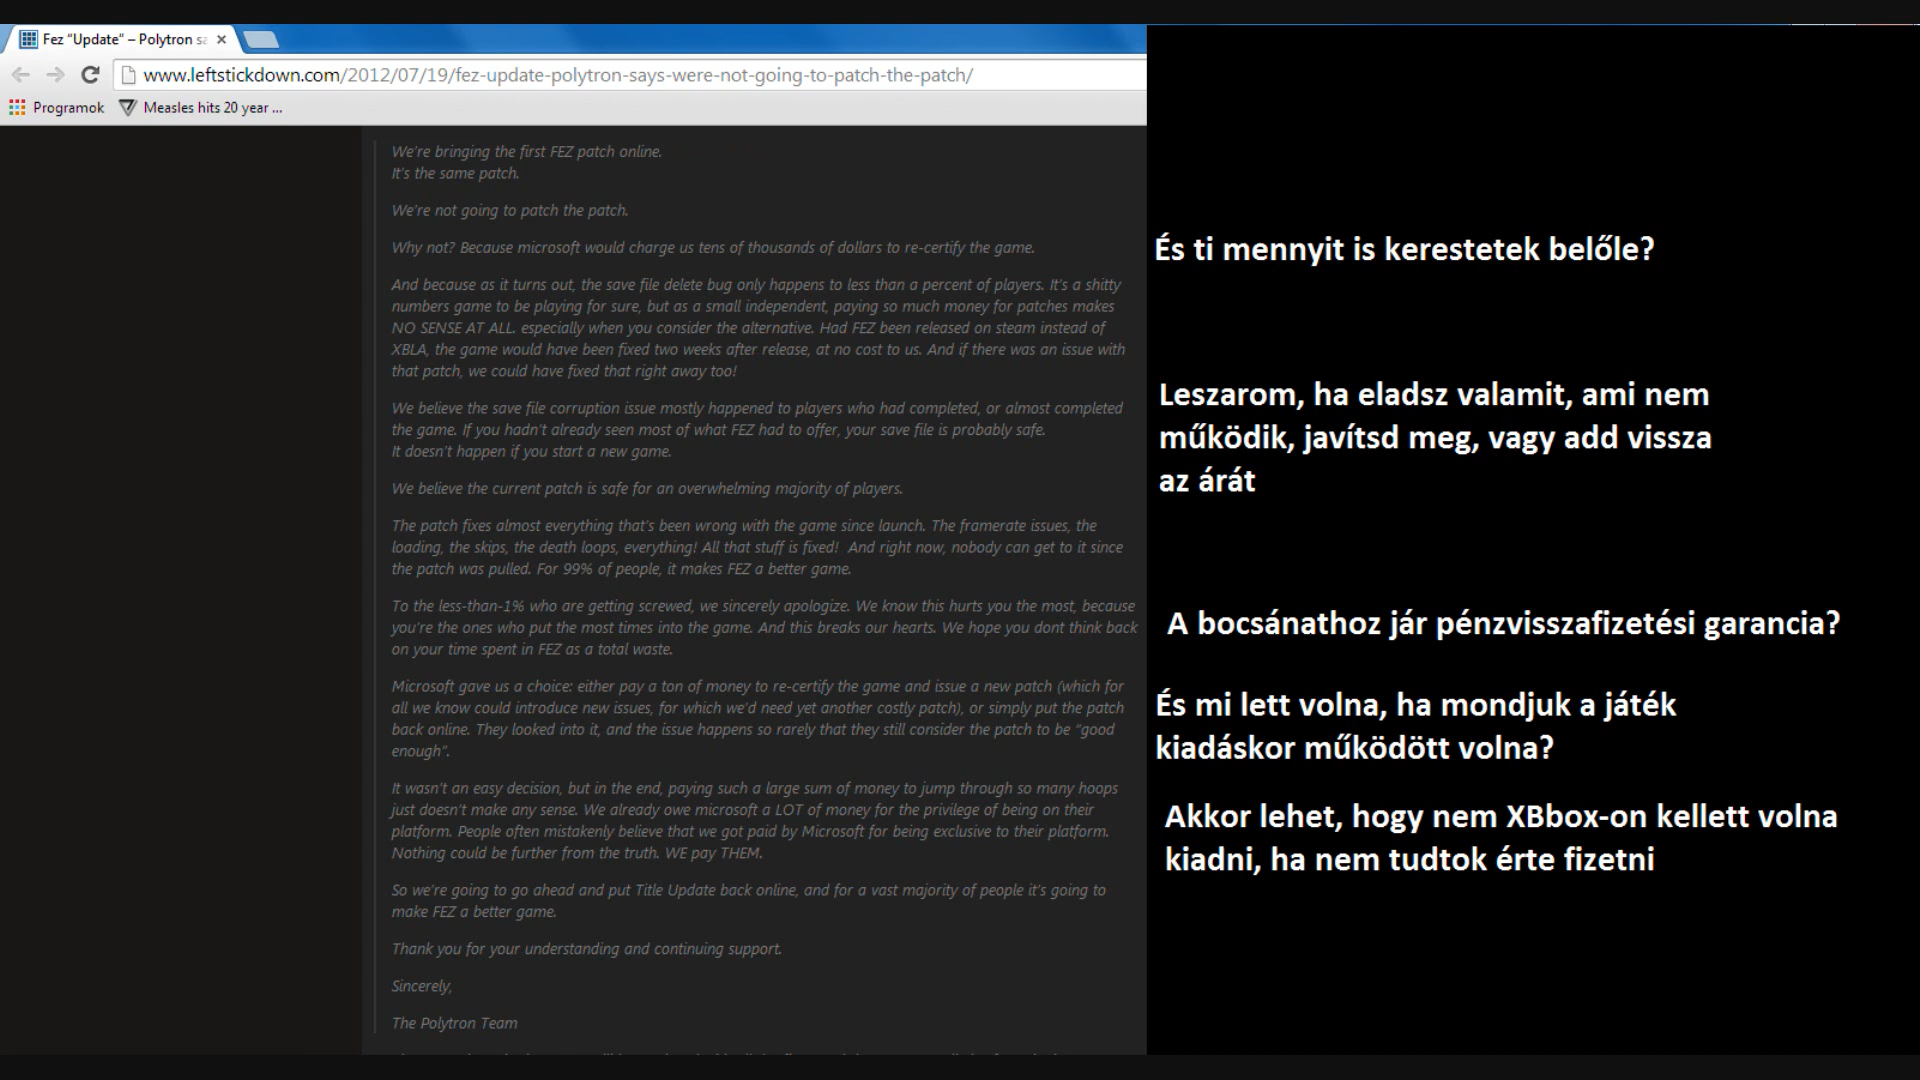 Fez “Update” – Polytron sa
www.leftstickdown.com/2012/07/19/fez-update-polytron-says-were-not-going-to-patch-the-patch/
Programok
Measles hits 20 year ...
We’re bringing the first FEZ patch online.
It’s the same patch.
We’re not going to patch the patch.
Why not? Because microsoft would charge us tens of thousands of dollars to re-certify the game.
And because as it turns out, the save file delete bug only happens to less than a percent of players. It’s a shitty
numbers game to be playing for sure, but as a small independent, paying so much money for patches makes
NO SENSE AT ALL. especially when you consider the alternative. Had FEZ been released on steam instead of
XBLA, the game would have been fixed two weeks after release, at no cost to us. And if there was an issue with
that patch, we could have fixed that right away too!
We believe the save file corruption issue mostly happened to players who had completed, or almost completed
the game. If you hadn’t already seen most of what FEZ had to offer, your save file is probably safe.
It doesn’t happen if you start a new game.
We believe the current patch is safe for an overwhelming majority of players.
The patch fixes almost everything that’s been wrong with the game since launch. The framerate issues, the
loading, the skips, the death loops, everything! All that stuff is fixed!  And right now, nobody can get to it since
the patch was pulled. For 99% of people, it makes FEZ a better game.
To the less-than-1% who are getting screwed, we sincerely apologize. We know this hurts you the most, because
you’re the ones who put the most times into the game. And this breaks our hearts. We hope you dont think back
on your time spent in FEZ as a total waste.
Microsoft gave us a choice: either pay a ton of money to re-certify the game and issue a new patch (which for
all we know could introduce new issues, for which we’d need yet another costly patch), or simply put the patch
back online. They looked into it, and the issue happens so rarely that they still consider the patch to be “good
enough”.
It wasn’t an easy decision, but in the end, paying such a large sum of money to jump through so many hoops
just doesn’t make any sense. We already owe microsoft a LOT of money for the privilege of being on their
platform. People often mistakenly believe that we got paid by Microsoft for being exclusive to their platform.
Nothing could be further from the truth. WE pay THEM.
So we’re going to go ahead and put Title Update back online, and for a vast majority of people it’s going to
make FEZ a better game.
Thank you for your understanding and continuing support.
Sincerely,
The Polytron Team
És ti mennyit is kerestetek belőle?
Leszarom, ha eladsz valamit, ami nem
működik, javítsd meg, vagy add vissza
az árát
A bocsánathoz jár pénzvisszafizetési garancia?
És mi lett volna, ha mondjuk a játék
kiadáskor működött volna?
Akkor lehet, hogy nem XBbox-on kellett volna
kiadni, ha nem tudtok érte fizetni